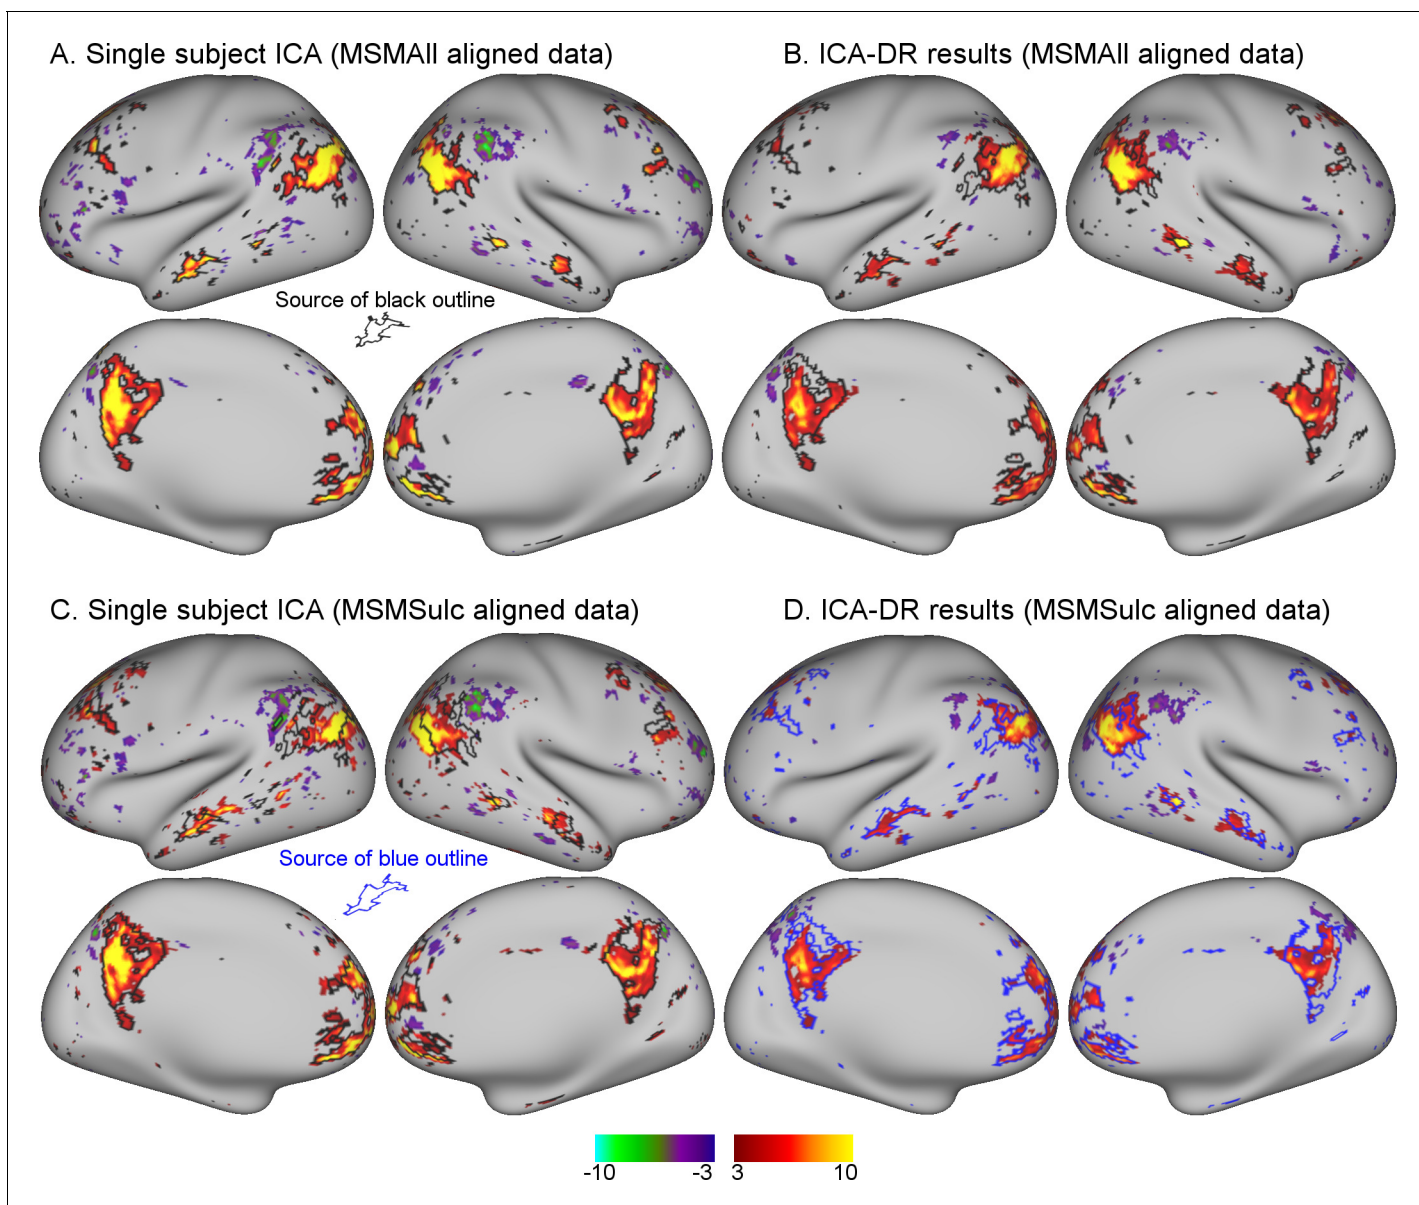 A. Single subject ICA (MSMAll aligned data)
B. ICA-DR results (MSMAll aligned data)
Source of black outline
C. Single subject ICA (MSMSulc aligned data)
D. ICA-DR results (MSMSulc aligned data)
Source of blue outline
-10 -3 3 10